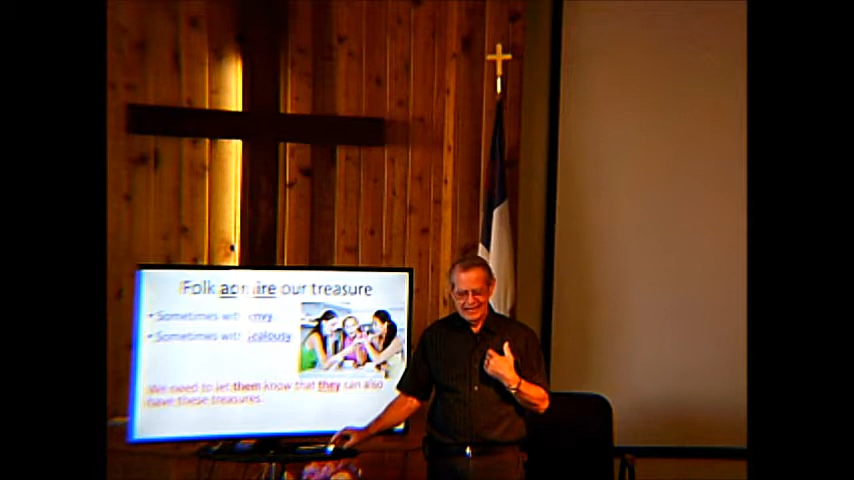 Folk admire our treasure
• Sometimes with envy
• Sometimes with Jealousy
We need to let them know that they can also
have these treasures.